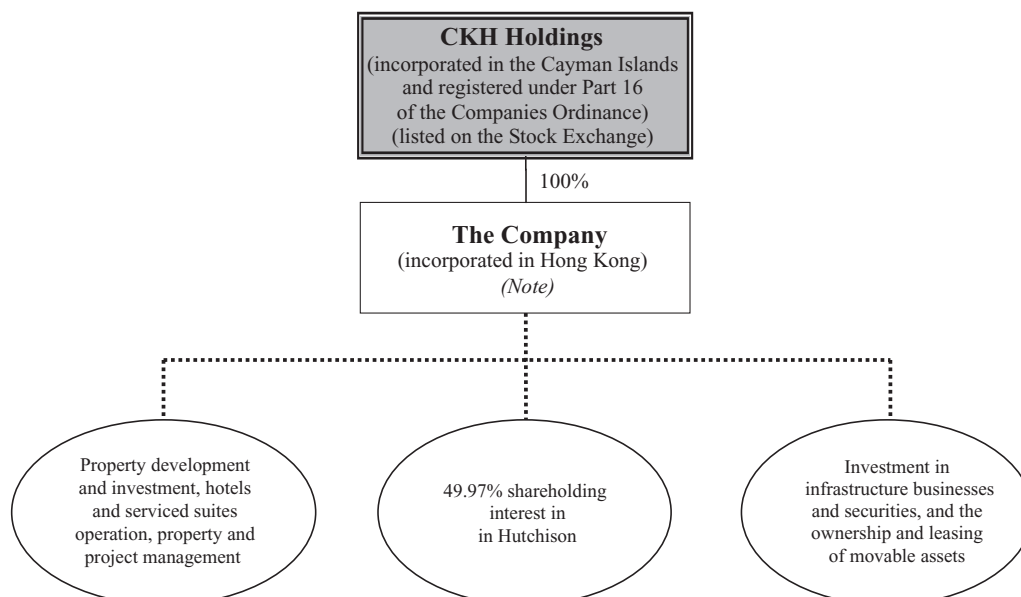 CKH Holdings
(incorporated in the Cayman Islands
and registered under Part 16
of the Companies Ordinance)
(listed on the Stock Exchange)
100%
The Company
(incorporated in Hong Kong)
(Note)
Property development
and investment, hotels
and serviced suites
operation, property and
project management
49.97% shareholding
interest in
in Hutchison
Investment in
infrastructure businesses
and securities, and the
ownership and leasing
of movable assets